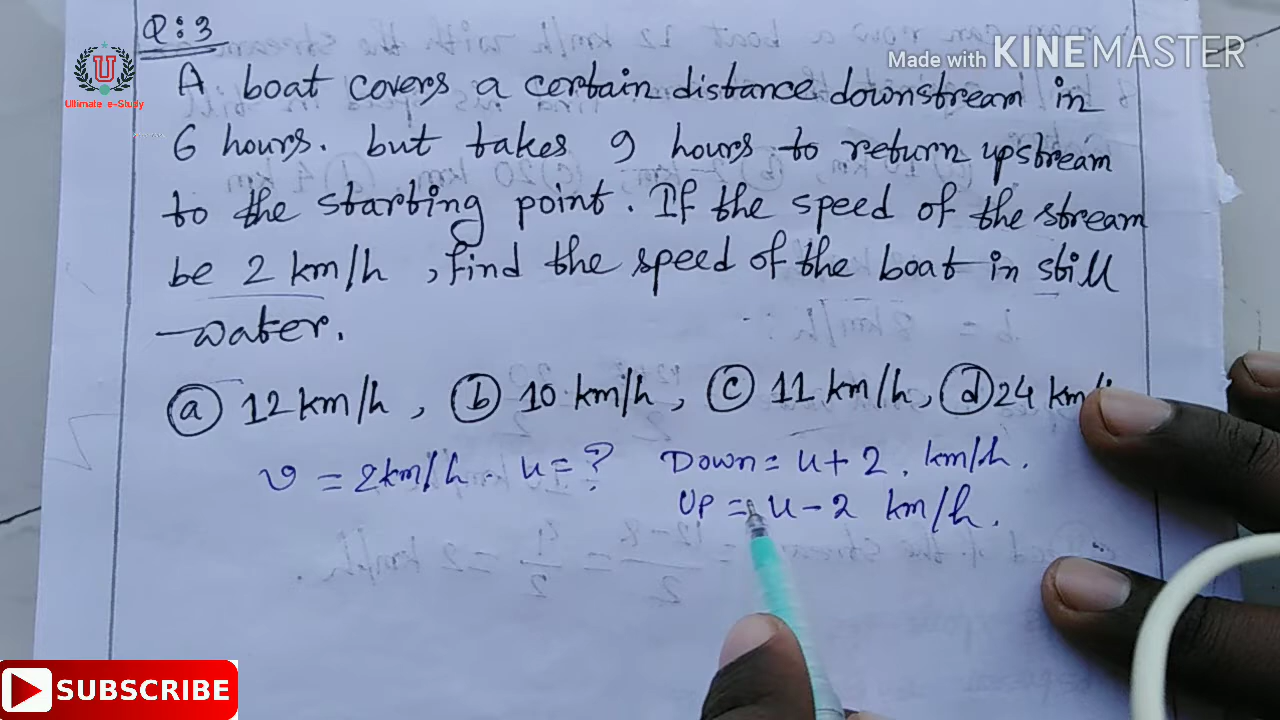 Q:3
Made with KINEMASTER
U
Ultimate e-Study
A boat covers a certain distance downstream in
6 hours. but takes 9 hours to return upstream
to the starting point. If the speed of the stream
be 2 km/h, find the speed of the boat in still
water.
(a) 12 km/h, (b) 10 km/h, (c) 11 km/h, (d) 24 km/
v = 2km/h. u = ? Down = u + 2. km/h.
UP = u - 2 km/h.
SUBSCRIBE